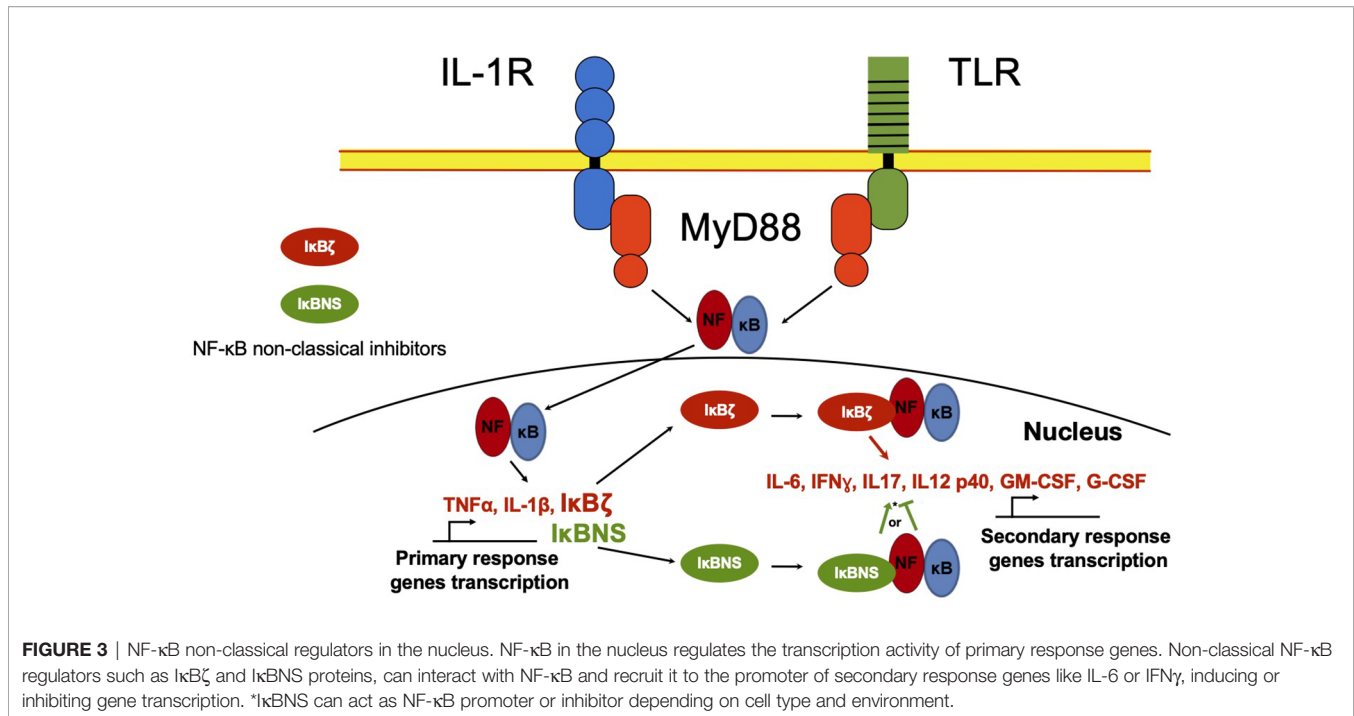 IL-1R
TLR
MyD88
IκBζ
IκBNS
NF-κB non-classical inhibitors
NF κB
NF κB
IκBζ
IκBζ NF κB
Nucleus
TNFα, IL-1β, IκBζ
IκBNS
IL-6, IFNɣ, IL17, IL12 p40, GM-CSF, G-CSF
* or
Primary response
genes transcription
Secondary response
genes transcription
IκBNS
IκBNS NF κB
FIGURE 3 | NF-κB non-classical regulators in the nucleus. NF-κB in the nucleus regulates the transcription activity of primary response genes. Non-classical NF-κB
regulators such as IκBζ and IκBNS proteins, can interact with NF-κB and recruit it to the promoter of secondary response genes like IL-6 or IFNγ, inducing or
inhibiting gene transcription. *IκBNS can act as NF-κB promoter or inhibitor depending on cell type and environment.